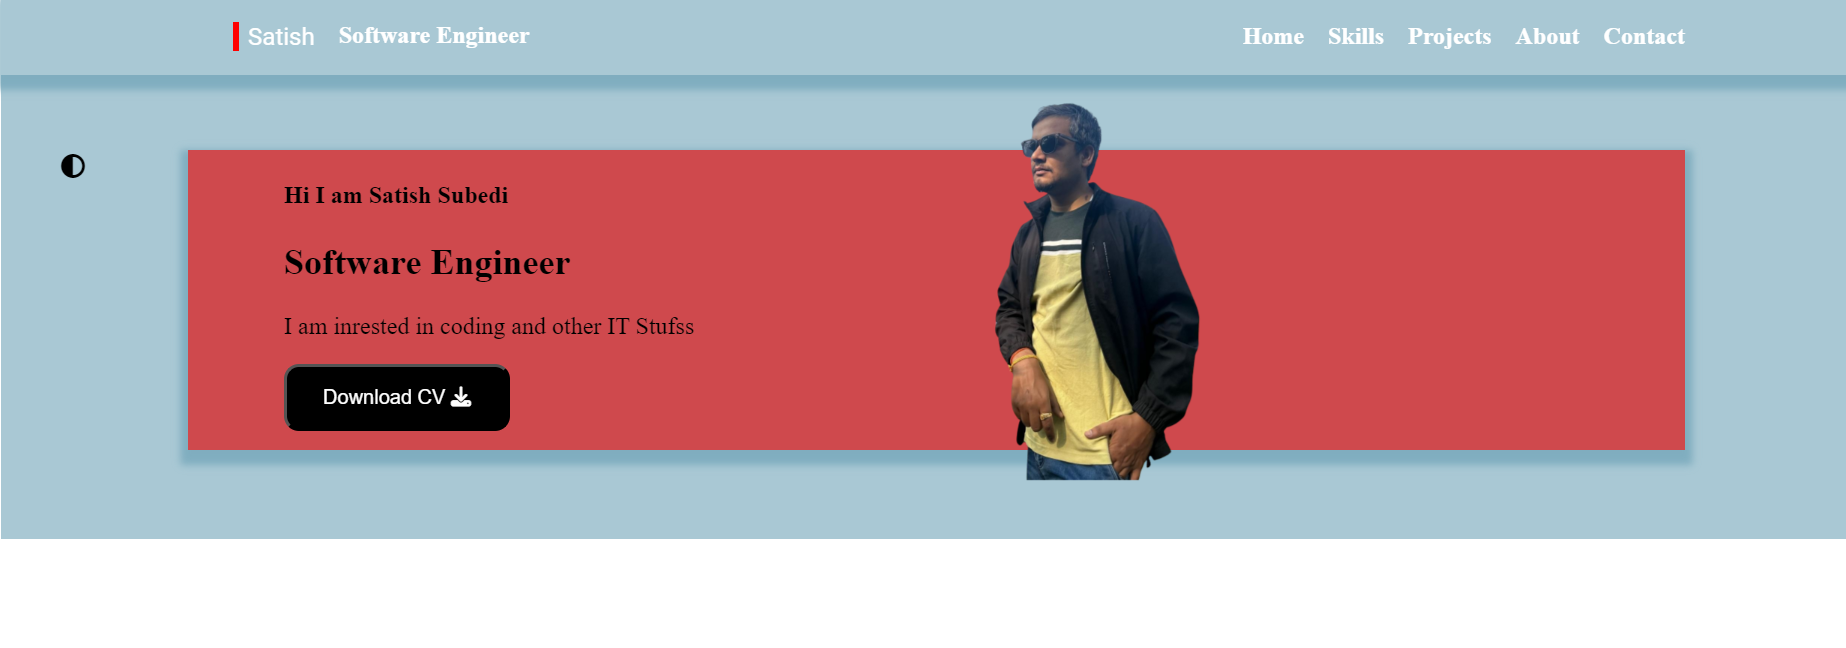 Satish Software Engineer Home Skills Projects About Contact
Hi I am Satish Subedi
Software Engineer
I am inrested in coding and other IT Stufss
Download CV